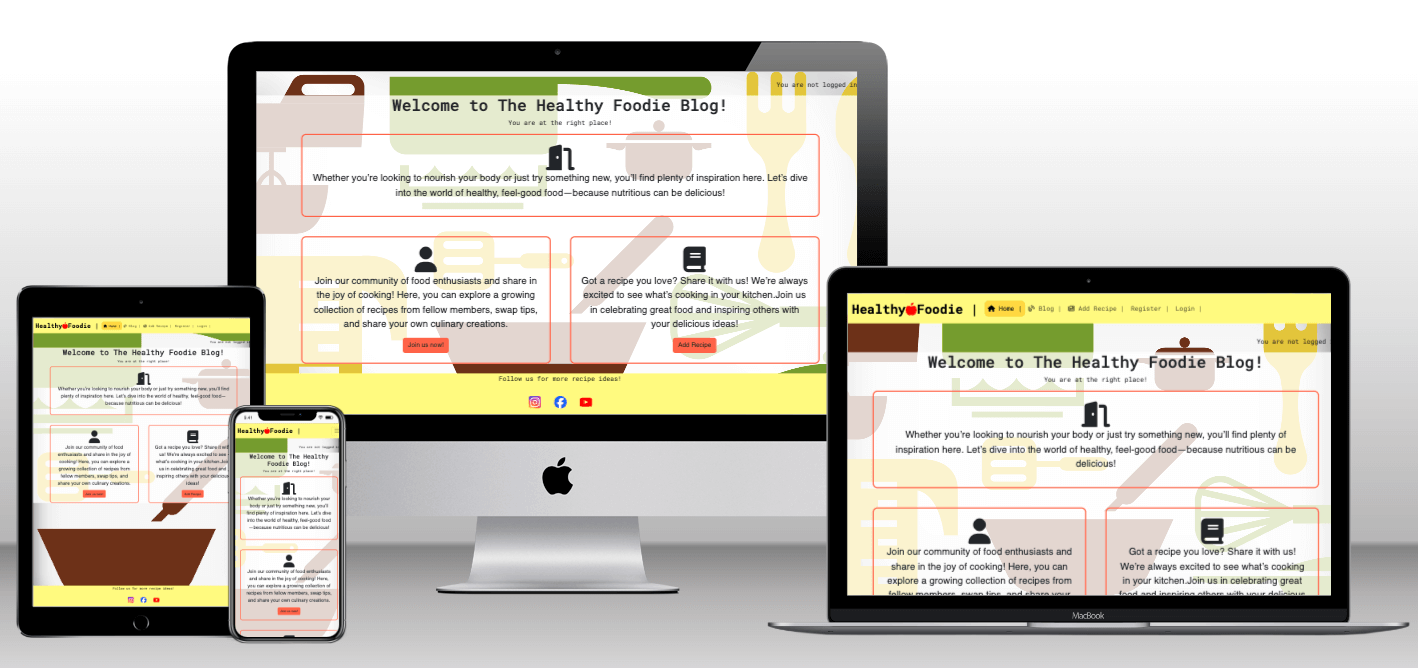 You are not logged in
Welcome to The Healthy Foodie Blog!
You are at the right place!
Whether you're looking to nourish your body or just try something new, you'll find plenty of inspiration here. Let's dive
into the world of healthy, feel-good food—because nutritious can be delicious!
Join our community of food enthusiasts and share in
the joy of cooking! Here, you can explore a growing
collection of recipes from fellow members, swap tips,
and share your own culinary creations.
Join us now!
Got a recipe you love? Share it with us! We're always
excited to see what's cooking in your kitchen.Join us
in celebrating great food and inspiring others with
your delicious ideas!
Add Recipe
Follow us for more recipe ideas!
HealthyFoodie |
Home |
Blog |
Add Recipe |
Register |
Login |
You are not logged
Welcome to The Healthy Foodie Blog!
You are at the right place!
Whether you're looking to nourish your body or just try something new, you'll find plenty of
inspiration here. Let's dive into the world of healthy, feel-good food—because nutritious can be
delicious!
Join our community of food enthusiasts and
share in the joy of cooking! Here, you can
explore a growing collection of recipes from
fellow members, swap tips, and share your
Got a recipe you love? Share it with us!
We're always excited to see what's cooking
in your kitchen.Join us in celebrating great
food and inspiring others with your delicious
MacBook
HealthyFoodie |
Home |
Blog |
Add Recipe |
Register |
Login |
You are not logged
Welcome to The Healthy Foodie Blog!
You are at the right place!
Whether you're looking to nourish your body or just try something new, you'll find
plenty of inspiration here. Let's dive into the world of healthy, feel-good food—
because nutritious can be delicious!
Join our community of food
enthusiasts and share in the joy of
cooking! Here, you can explore a
growing collection of recipes from
fellow members, swap tips, and
share your own culinary creations.
Join us now!
Got a recipe you love? Share it with
us! We're always excited to see
what's cooking in your kitchen.Join
us in celebrating great food and
inspiring others with your delicious
ideas!
Add Recipe
Follow us for more recipe ideas!
9:41
HealthyFoodie |
You are not logged
Welcome to The Healthy
Foodie Blog!
You are at the right place!
Whether you're looking to nourish your
body or just try something new, you'll
find plenty of inspiration here. Let's dive
into the world of healthy, feel-good food
—because nutritious can be delicious!
Join our community of food enthusiasts
and share in the joy of cooking! Here,
you can explore a growing collection of
recipes from fellow members, swap tips,
and share your own culinary creations.
Join us now!